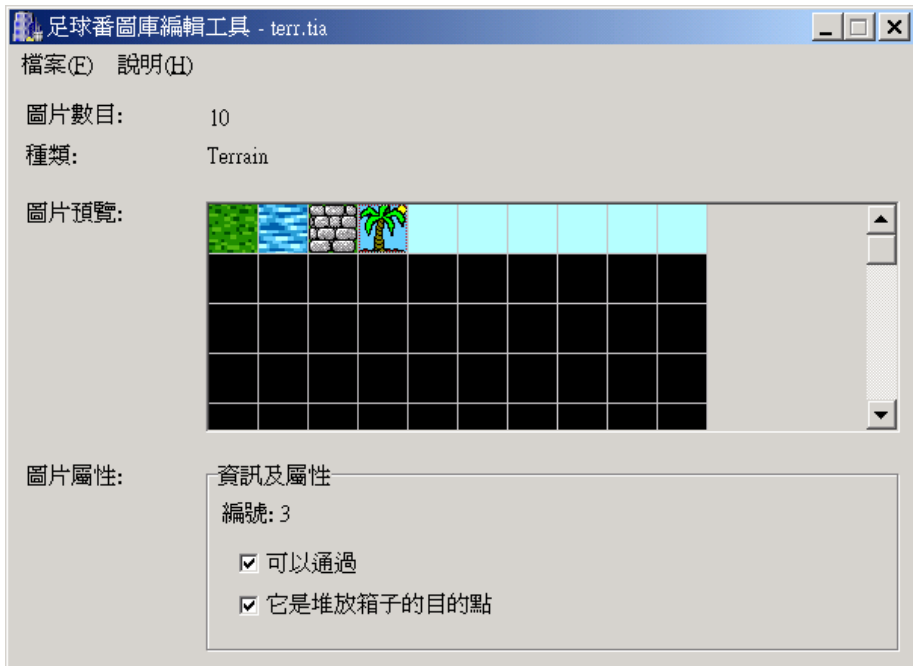 足球番圖庫編輯工具 - terr.tia
檔案(F) 說明(H)
圖片數目: 10
種類: Terrain
圖片預覽:
圖片屬性:
資訊及屬性
編號: 3
可以通過
它是堆放箱子的目的點